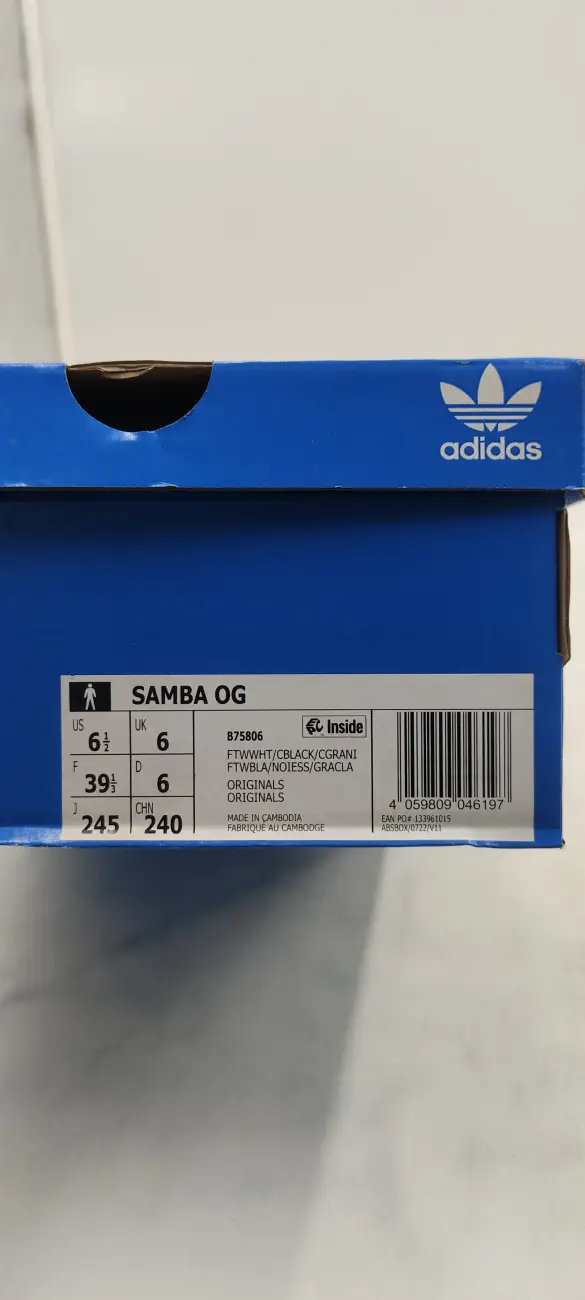 adidas
SAMBA OG
US
6½
UK
6
F
39⅓
D
6
J
245
CHN
240
B75806
Inside
FTWWHT/CBLACK/CGRANI
FTWBLA/NOIESS/GRACLA
ORIGINALS
ORIGINALS
MADE IN CAMBODIA
FABRIQUÉ AU CAMBODGE
4 059809 046197
EAN PO# 133961015
ABSBOX/0722/V11